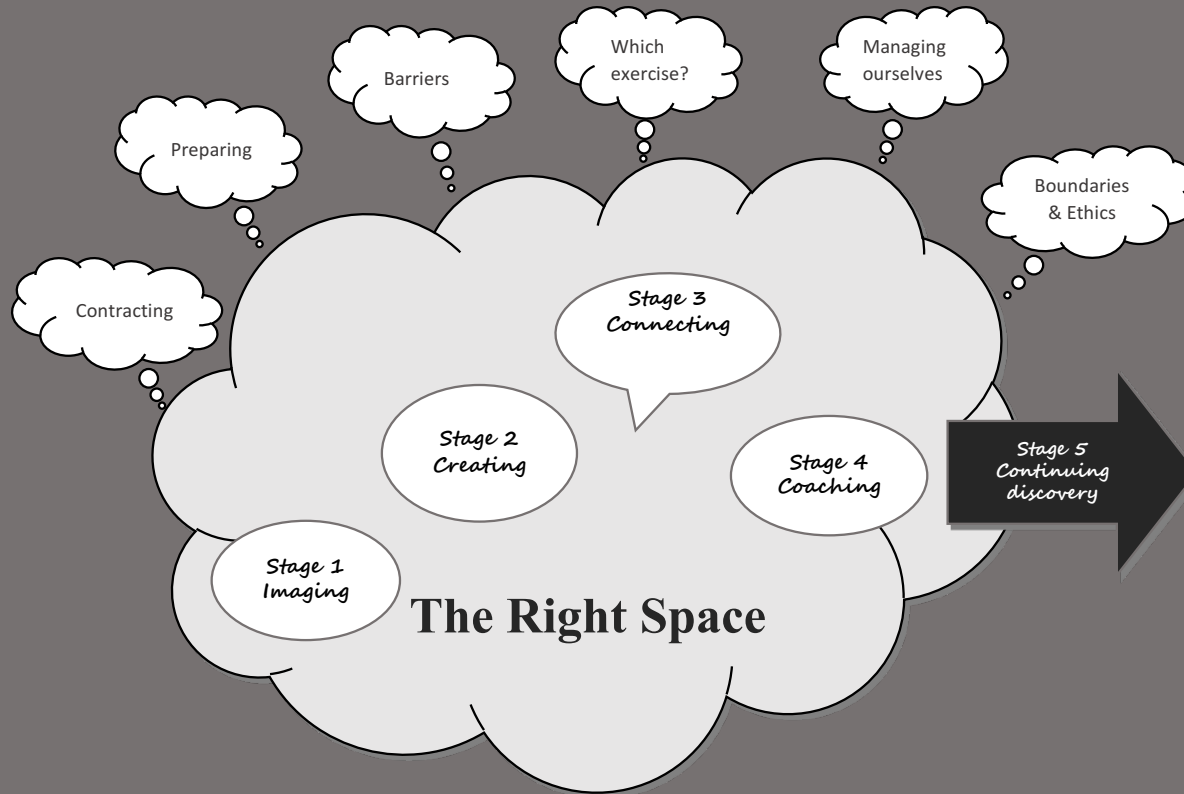 Contracting
Preparing
Barriers
Which
exercise?
Managing
ourselves
Boundaries
& Ethics
Stage 1
Imaging
Stage 2
Creating
Stage 3
Connecting
Stage 4
Coaching
Stage 5
Continuing
discovery
The Right Space